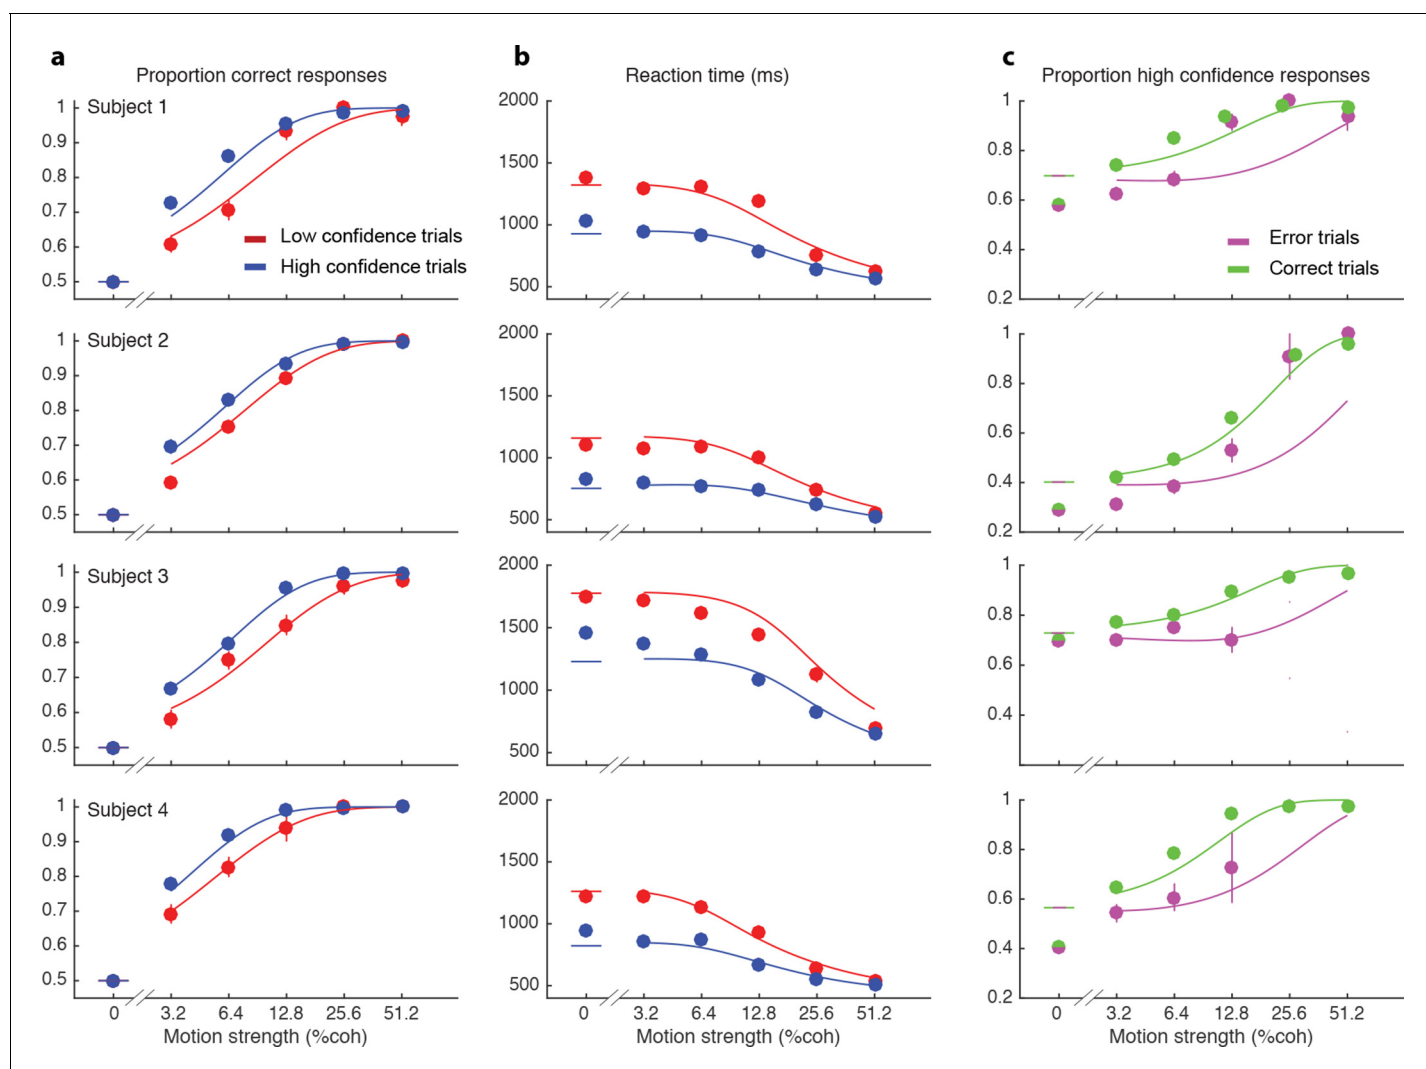 a
b
c
Proportion correct responses
Reaction time (ms)
Proportion high confidence responses
Subject 1
1
0.9
0.8
0.7
0.6
0.5
Low confidence trials
High confidence trials
2000
1500
1000
500
1
0.8
0.6
0.4
0.2
Error trials
Correct trials
Subject 2
1
0.9
0.8
0.7
0.6
0.5
2000
1500
1000
500
1
0.8
0.6
0.4
0.2
Subject 3
1
0.9
0.8
0.7
0.6
0.5
2000
1500
1000
500
1
0.8
0.6
0.4
Subject 4
1
0.9
0.8
0.7
0.6
0.5
0 3.2 6.4 12.8 25.6 51.2
Motion strength (%coh)
2000
1500
1000
500
0 3.2 6.4 12.8 25.6 51.2
Motion strength (%coh)
1
0.8
0.6
0.4
0.2
0 3.2 6.4 12.8 25.6 51.2
Motion strength (%coh)